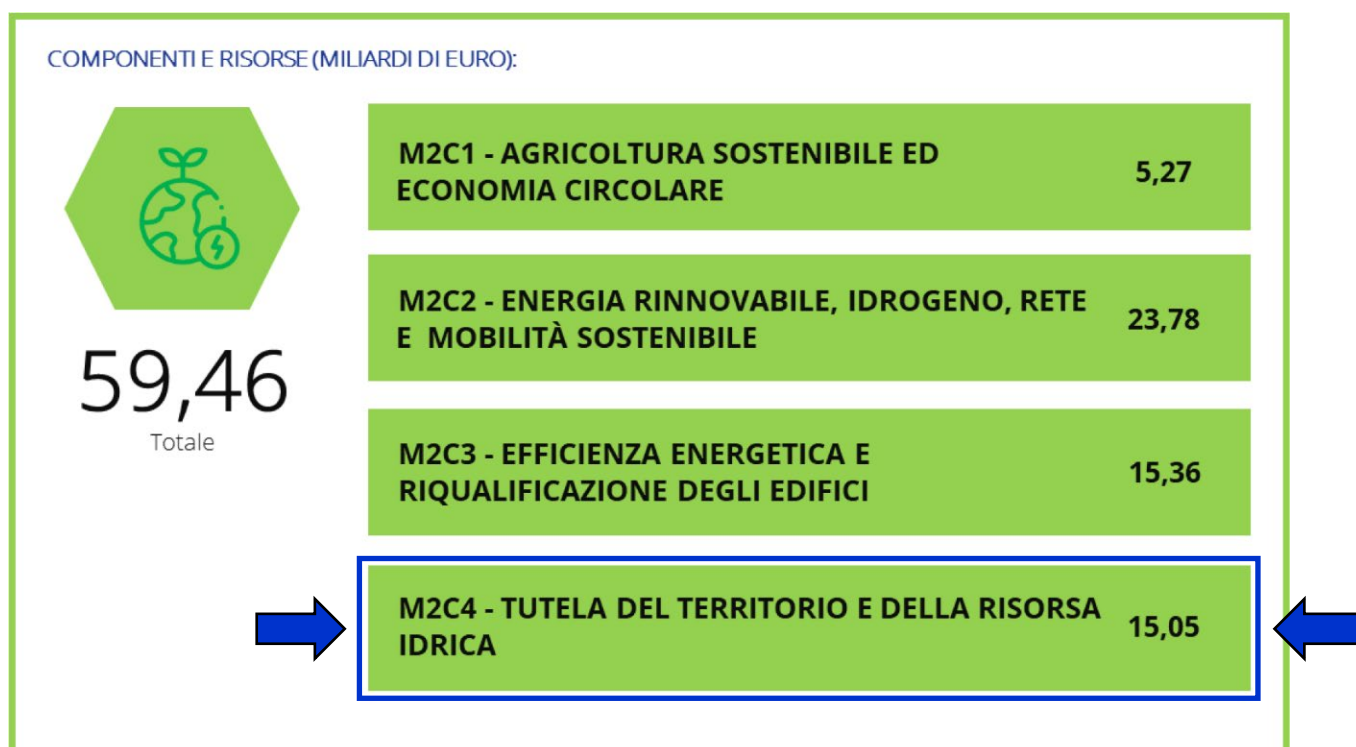 COMPONENTI E RISORSE (MILIARDI DI EURO):
59,46
Totale
M2C1 - AGRICOLTURA SOSTENIBILE ED
ECONOMIA CIRCOLARE
5,27
M2C2 - ENERGIA RINNOVABILE, IDROGENO, RETE
E MOBILITÀ SOSTENIBILE
23,78
M2C3 - EFFICIENZA ENERGETICA E
RIQUALIFICAZIONE DEGLI EDIFICI
15,36
M2C4 - TUTELA DEL TERRITORIO E DELLA RISORSA
IDRICA
15,05